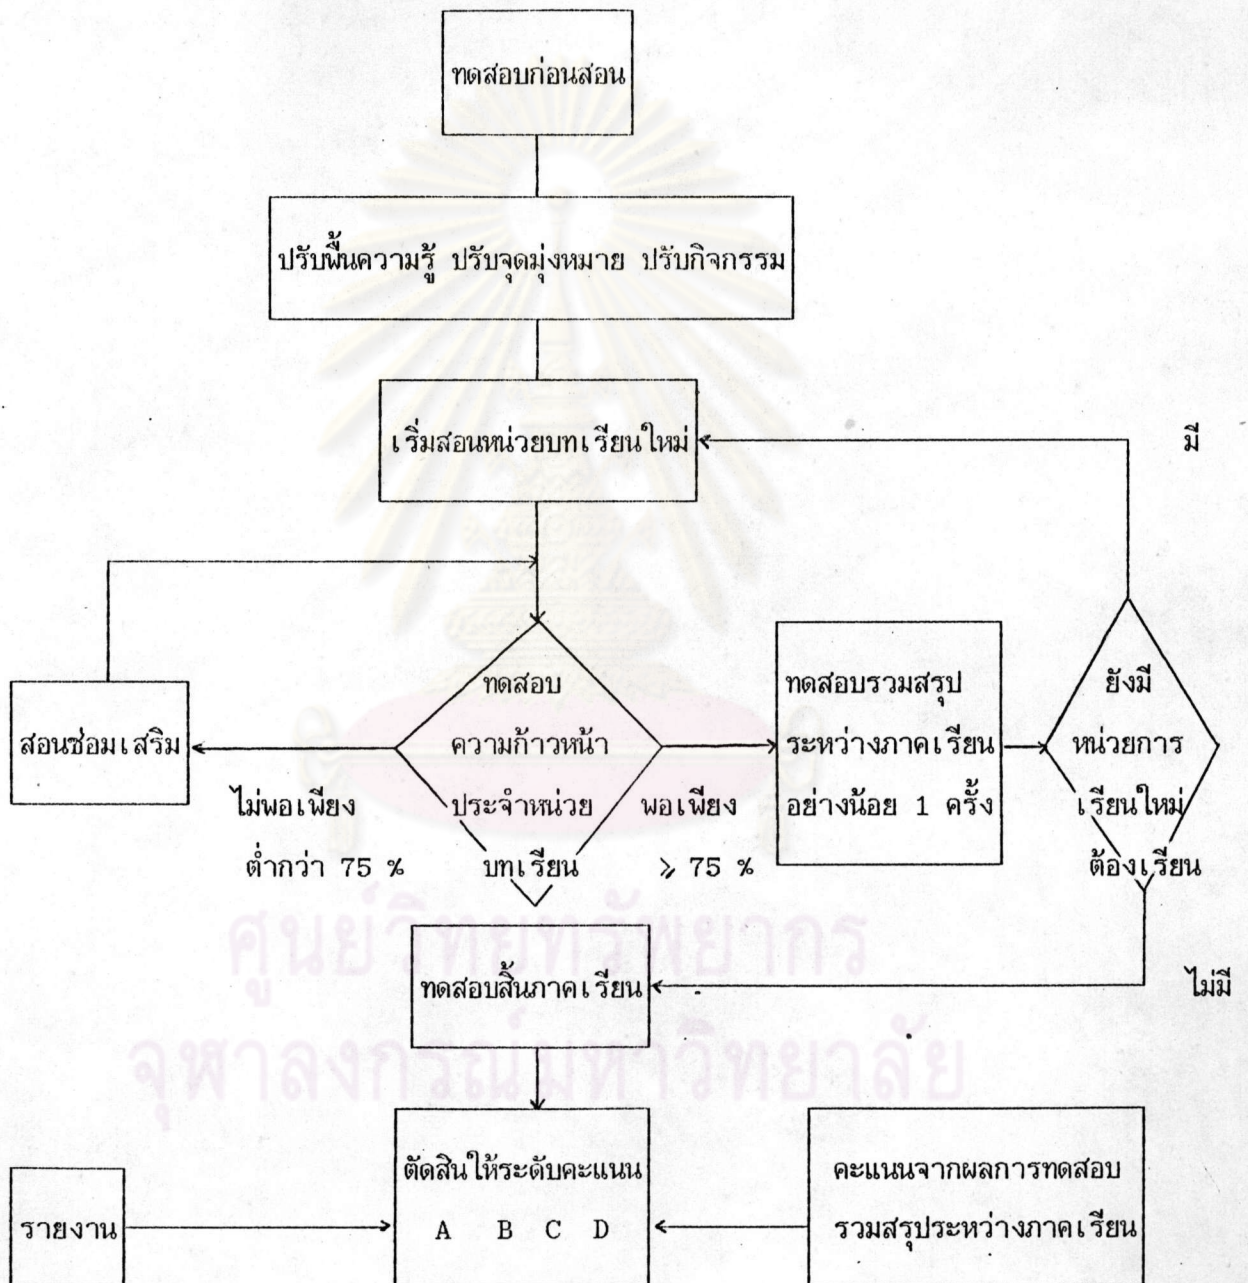 ทดสอบก่อนสอน
ปรับพื้นความรู้ ปรับจุดมุ่งหมาย ปรับกิจกรรม
เริ่มสอนหน่วยบทเรียนใหม่
มี
สอนซ่อมเสริม
ทดสอบ
ความก้าวหน้า
ประจำหน่วย
บทเรียน
ไม่พอเพียง
ต่ำกว่า 75 %
พอเพียง
⩾ 75 %
ทดสอบรวมสรุป
ระหว่างภาคเรียน
อย่างน้อย 1 ครั้ง
ยังมี
หน่วยการ
เรียนใหม่
ต้องเรียน
ไม่มี
ทดสอบสิ้นภาคเรียน
รายงาน
ตัดสินให้ระดับคะแนน
A B C D
คะแนนจากผลการทดสอบ
รวมสรุประหว่างภาคเรียน
ศูนย์วิทยทรัพยากร
จุฬาลงกรณ์มหาวิทยาลัย